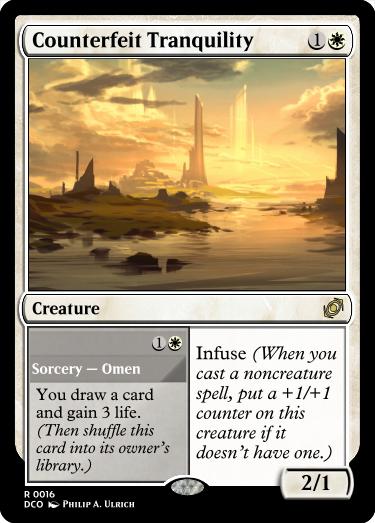 Counterfeit Tranquility 1
Creature
1
Sorcery — Omen
You draw a card
and gain 3 life.
(Then shuffle this
card into its owner's
library.)
Infuse (When you
cast a noncreature
spell, put a +1/+1
counter on this
creature if it
doesn't have one.)
2/1
R 0016
DCO Philip A. Ulrich